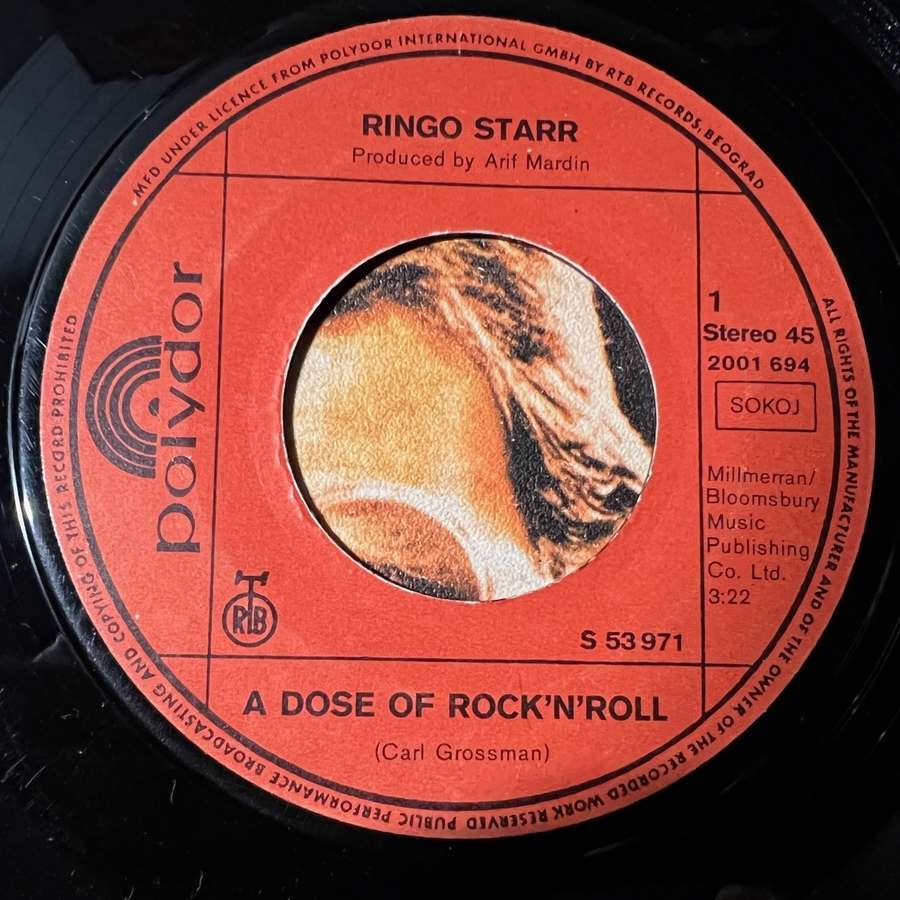 MFD UNDER LICENCE FROM POLYDOR INTERNATIONAL GMBH BY RTB RECORDS, BEOGRAD
RINGO STARR
Produced by Arif Mardin
polydor
1
Stereo 45
2001 694
SOKOJ
Millmerran/
Bloomsbury
Music
Publishing
Co. Ltd.
3:22
RTB
S 53 971
A DOSE OF ROCK'N'ROLL
(Carl Grossman)
ALL RIGHTS OF THE MANUFACTURER AND OF THE OWNER OF THE RECORDED WORK RESERVED PUBLIC PERFORMANCE BROADCASTING AND COPYING OF THIS RECORD PROHIBITED